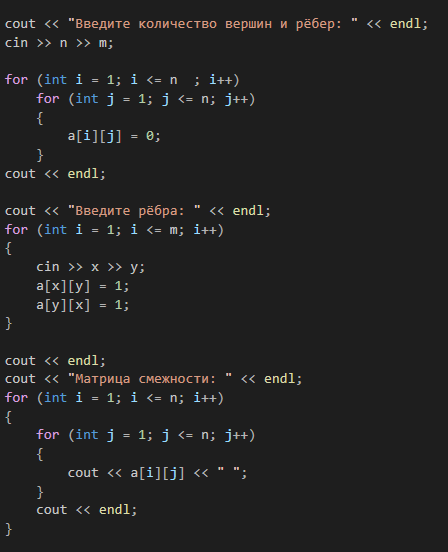 cout << "Введите количество вершин и рёбер: " << endl;
cin >> n >> m;

for (int i = 1; i <= n  ; i++)
    for (int j = 1; j <= n; j++)
    {
        a[i][j] = 0;
    }
cout << endl;

cout << "Введите рёбра: " << endl;
for (int i = 1; i <= m; i++)
{
    cin >> x >> y;
    a[x][y] = 1;
    a[y][x] = 1;
}

cout << endl;
cout << "Матрица смежности: " << endl;
for (int i = 1; i <= n; i++)
{
    for (int j = 1; j <= n; j++)
    {
        cout << a[i][j] << " ";
    }
    cout << endl;
}